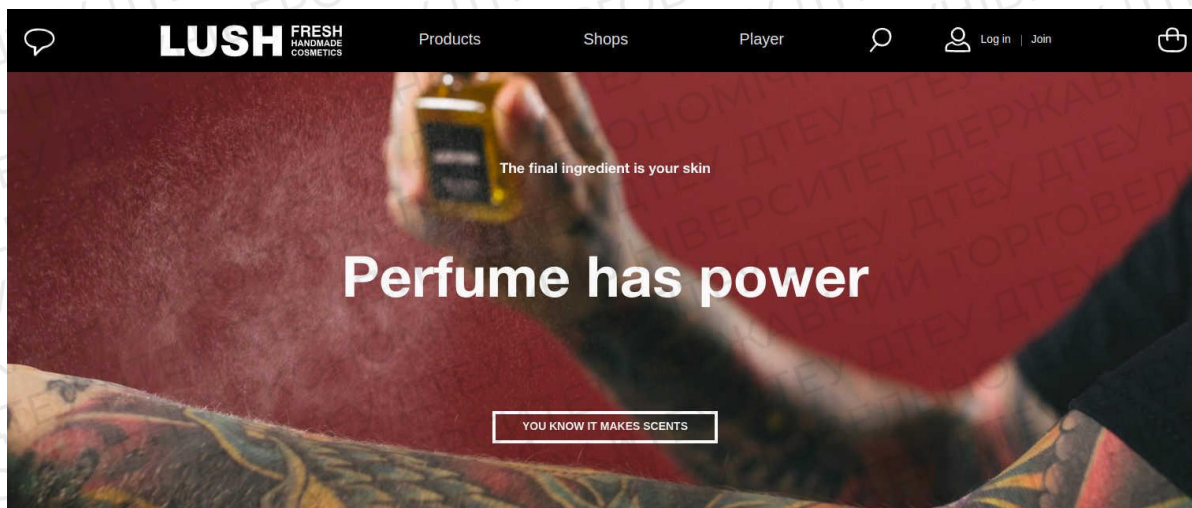 LUSH FRESH HANDMADE COSMETICS
Products
Shops
Player
Log in | Join
The final ingredient is your skin
Perfume has power
YOU KNOW IT MAKES SCENTS